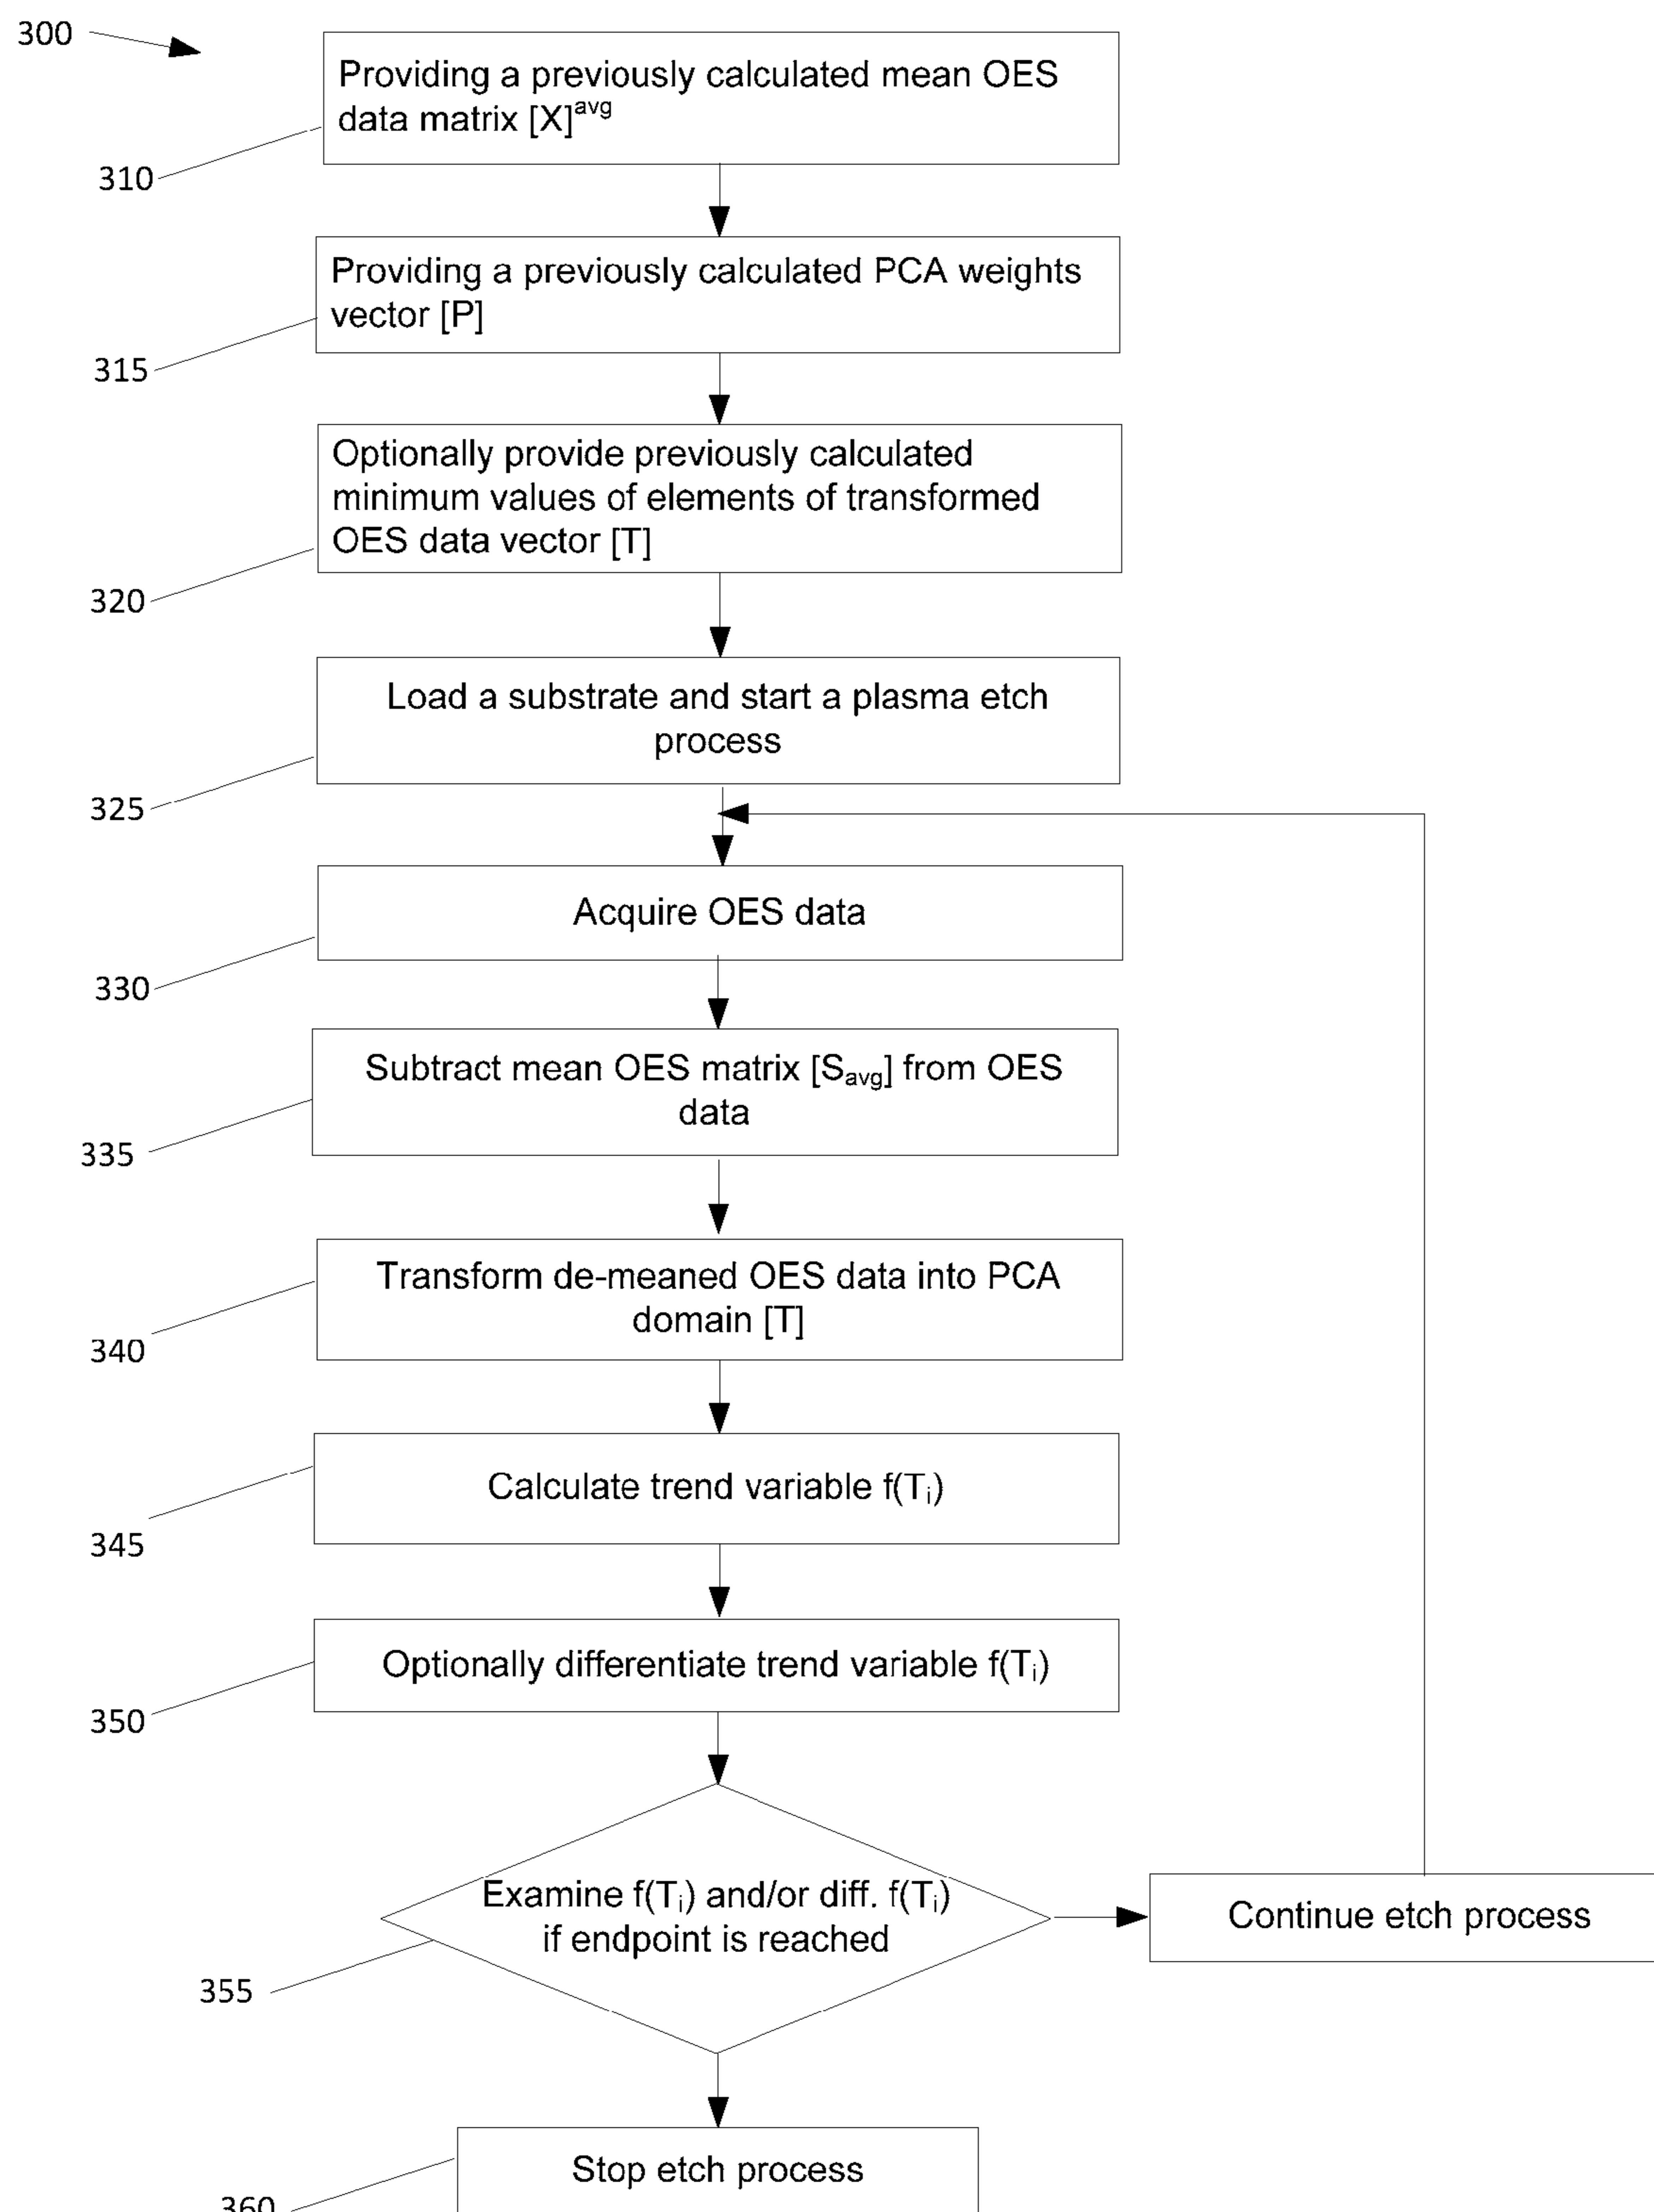 300
Providing a previously calculated mean OES
data matrix [X]avg
310
Providing a previously calculated PCA weights
vector [P]
315
Optionally provide previously calculated
minimum values of elements of transformed
OES data vector [T]
320
Load a substrate and start a plasma etch
process
325
Acquire OES data
330
Subtract mean OES matrix [Savg] from OES
data
335
Transform de-meaned OES data into PCA
domain [T]
340
Calculate trend variable f(Ti)
345
Optionally differentiate trend variable f(Ti)
350
Examine f(Ti) and/or diff. f(Ti)
if endpoint is reached
Continue etch process
355
Stop etch process
360